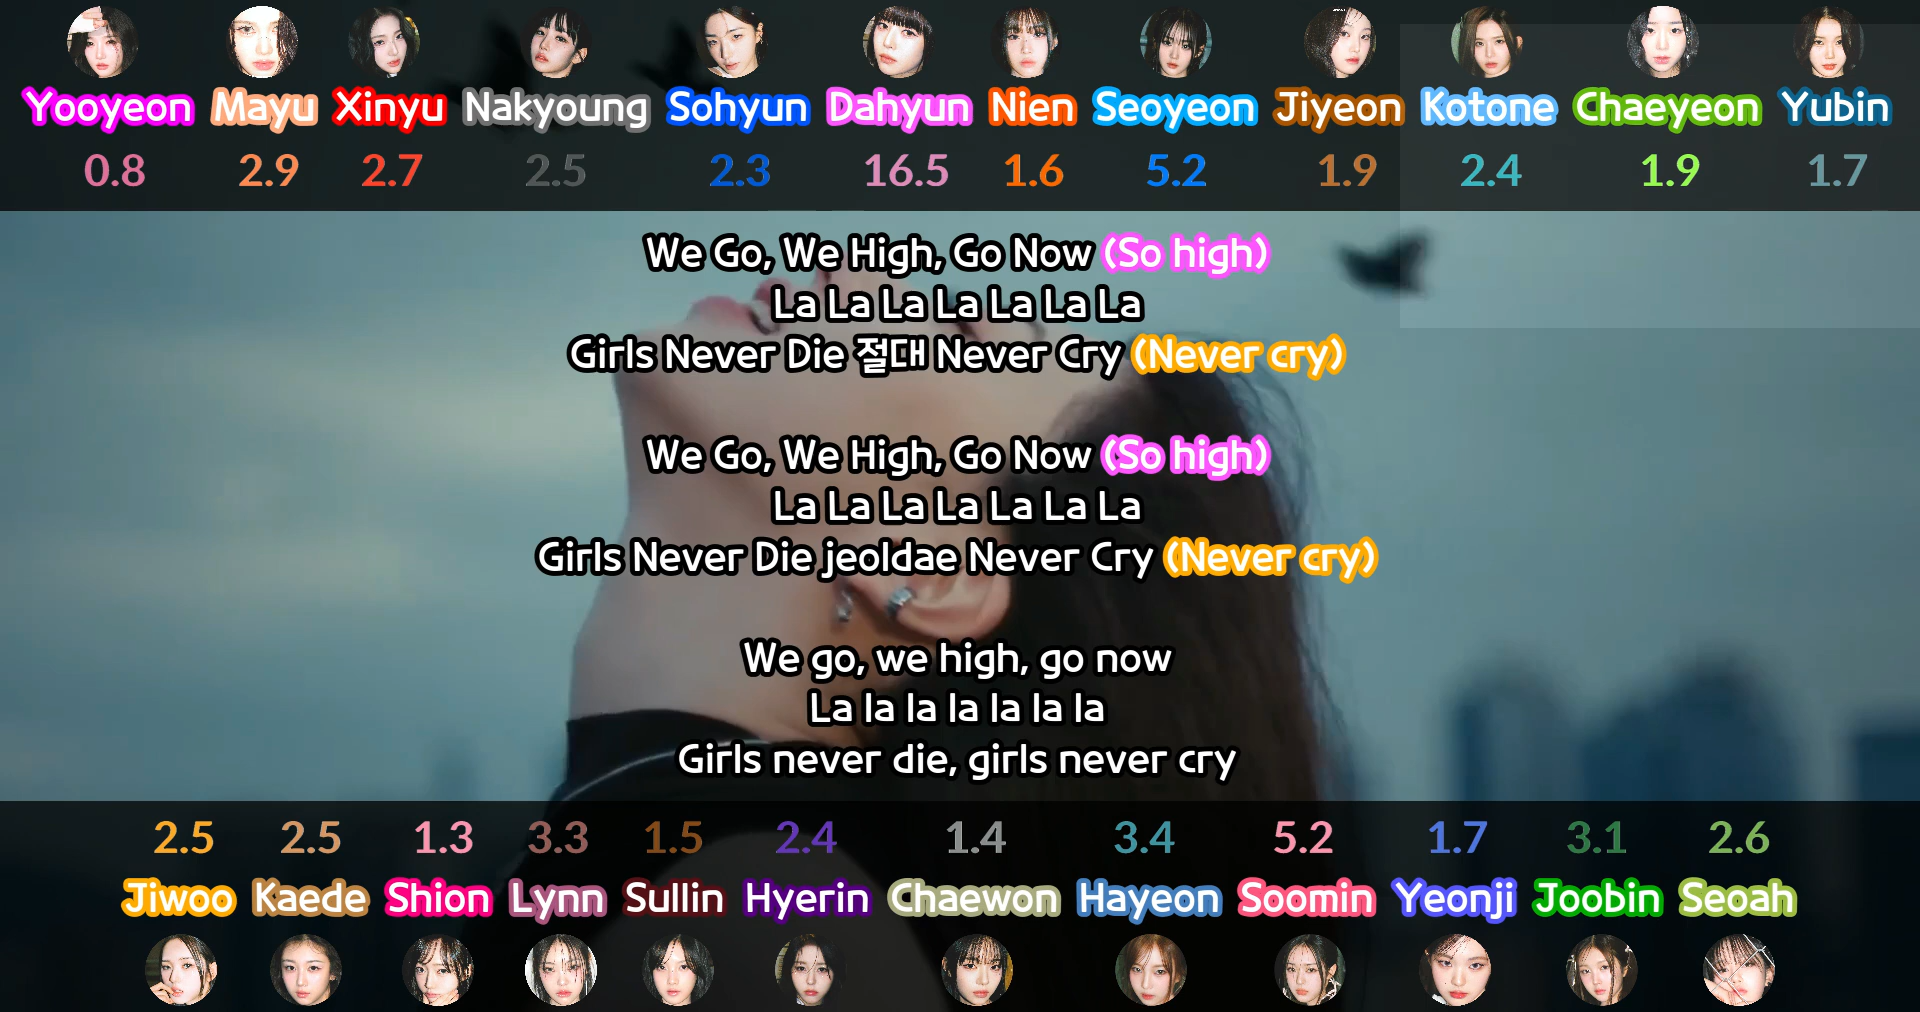 Yooyeon Mayu Xinyu Nakyoung Sohyun Dahyun Nien Seoyeon Jiyeon Kotone Chaeyeon Yubin
0.8 2.9 2.7 2.5 2.3 16.5 1.6 5.2 1.9 2.4 1.9 1.7
We Go, We High, Go Now (So high)
La La La La La La La
Girls Never Die 절대 Never Cry (Never cry)
We Go, We High, Go Now (So high)
La La La La La La La
Girls Never Die jeoldae Never Cry (Never cry)
We go, we high, go now
La la la la la la la
Girls never die, girls never cry
2.5 2.5 1.3 3.3 1.5 2.4 1.4 3.4 5.2 1.7 3.1 2.6
Jiwoo Kaede Shion Lynn Sullin Hyerin Chaewon Hayeon Soomin Yeonji Joobin Seoah